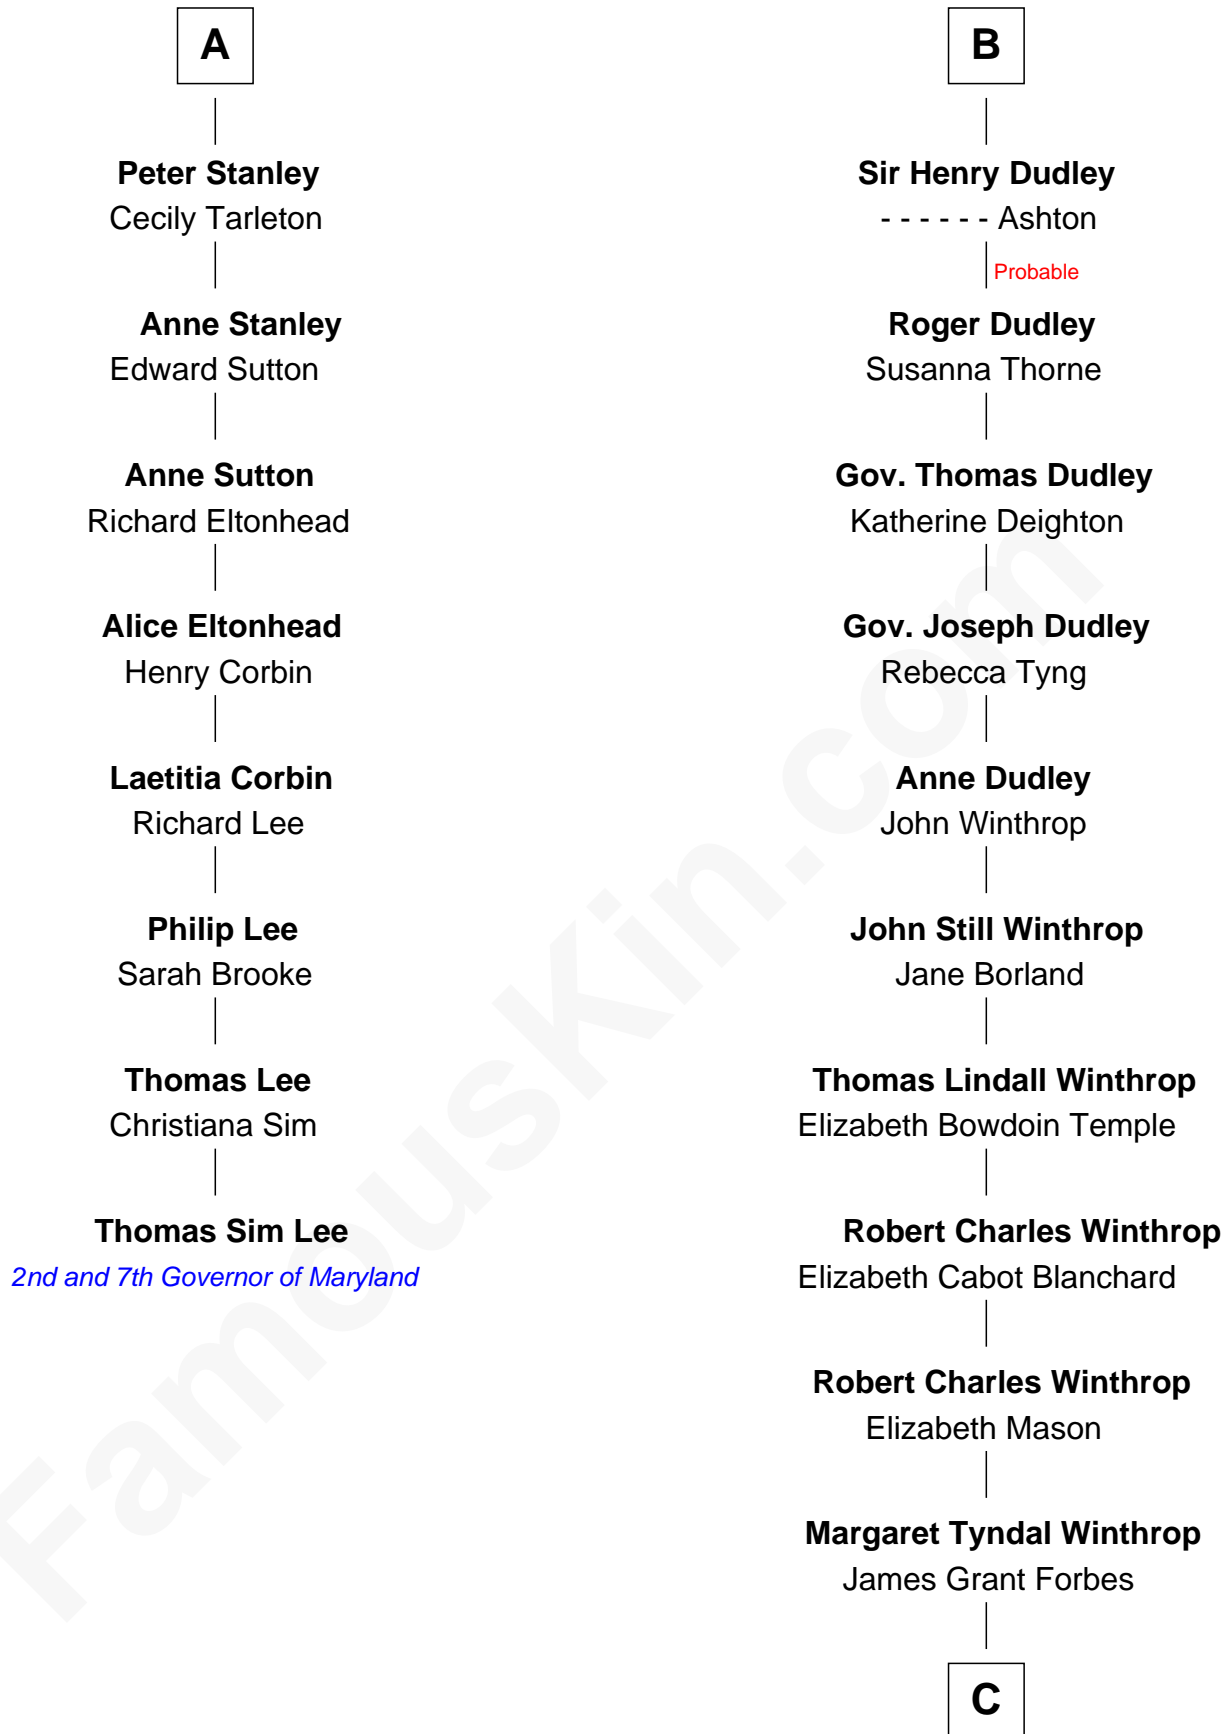 A
Peter Stanley
Cecily Tarleton
Anne Stanley
Edward Sutton
Anne Sutton
Richard Eltonhead
Alice Eltonhead
Henry Corbin
Laetitia Corbin
Richard Lee
Philip Lee
Sarah Brooke
Thomas Lee
Christiana Sim
Thomas Sim Lee
2nd and 7th Governor of Maryland
B
Sir Henry Dudley
- - - - - - Ashton
Probable
Roger Dudley
Susanna Thorne
Gov. Thomas Dudley
Katherine Deighton
Gov. Joseph Dudley
Rebecca Tyng
Anne Dudley
John Winthrop
John Still Winthrop
Jane Borland
Thomas Lindall Winthrop
Elizabeth Bowdoin Temple
Robert Charles Winthrop
Elizabeth Cabot Blanchard
Robert Charles Winthrop
Elizabeth Mason
Margaret Tyndal Winthrop
James Grant Forbes
C
FamousKin.com